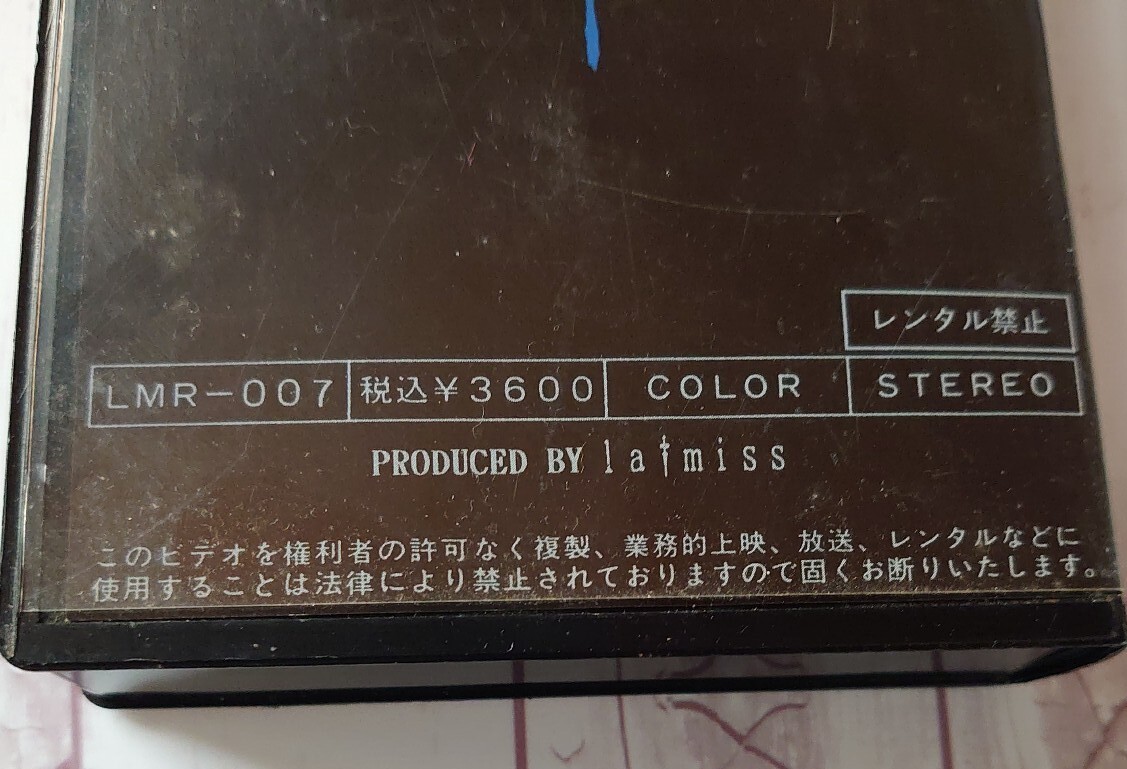 レンタル禁止
LMR-007 税込¥3600 COLOR STEREO
PRODUCED BY la†miss
このビデオを権利者の許可なく複製、業務的上映、放送、レンタルなどに
使用することは法律により禁止されておりますので固くお断りいたします。